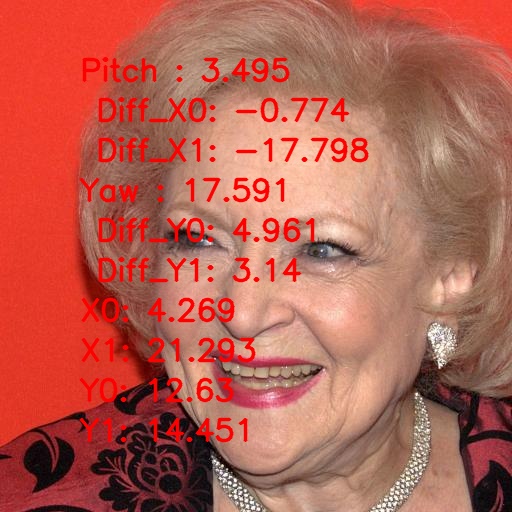 Pitch : 3.495
Diff_X0: -0.774
Diff_X1: -17.798
Yaw : 17.591
Diff_Y0: 4.961
Diff_Y1: 3.14
X0: 4.269
X1: 21.293
Y0: 12.63
Y1: 14.451